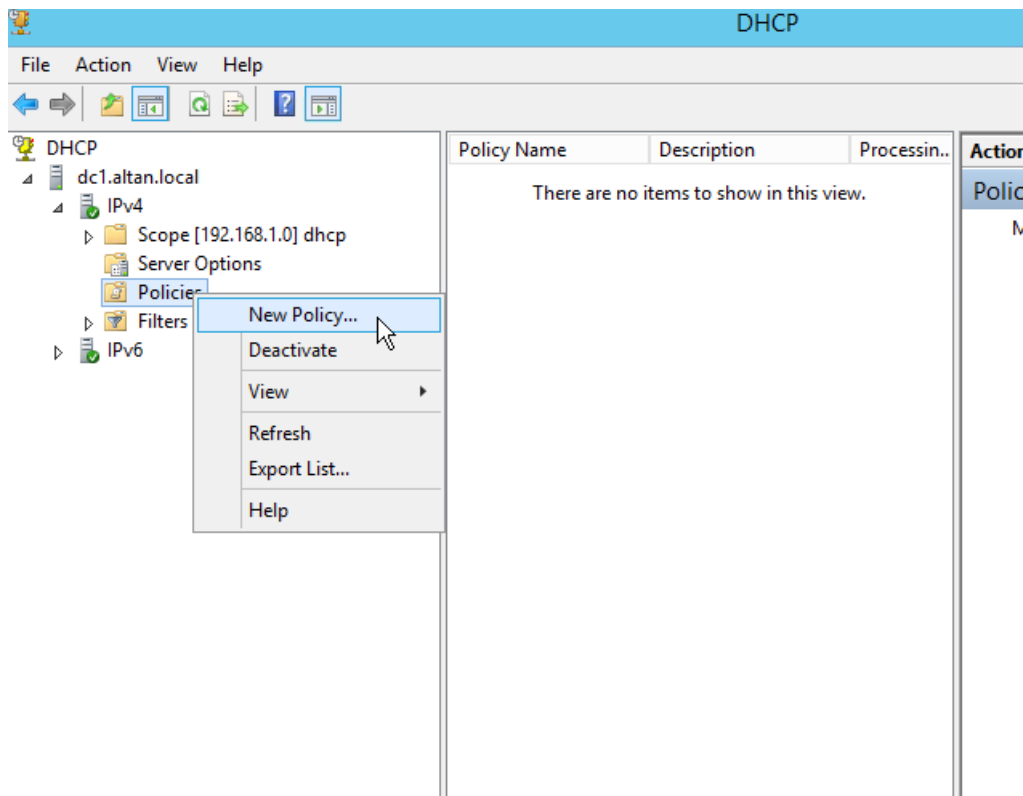 DHCP
File Action View Help
DHCP
dc1.altan.local
IPv4
Scope [192.168.1.0] dhcp
Server Options
Policies
Filters
IPv6
New Policy...
Deactivate
View
Refresh
Export List...
Help
Policy Name Description Processin..
There are no items to show in this view.
Action
Polic
M